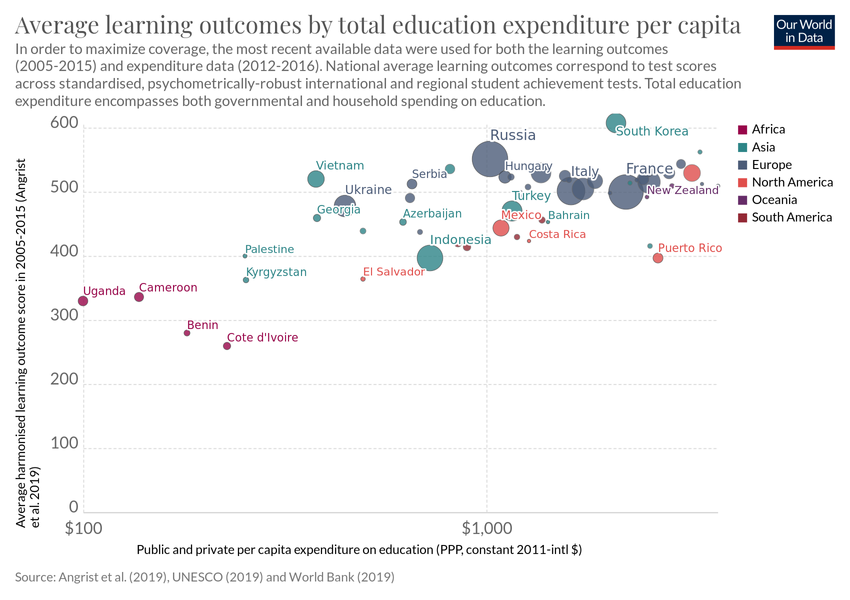 Average learning outcomes by total education expenditure per capita
Our World
in Data
In order to maximize coverage, the most recent available data were used for both the learning outcomes
(2005-2015) and expenditure data (2012-2016). National average learning outcomes correspond to test scores
across standardised, psychometrically-robust international and regional student achievement tests. Total education
expenditure encompasses both governmental and household spending on education.
Average harmonised learning outcome score in 2005-2015 (Angrist
et al. 2019)
600
500
400
300
200
100
0
$100
$1,000
South Korea
Russia
Vietnam
Hungary
Italy
France
Serbia
Ukraine
New Zealand
Turkey
Georgia
Azerbaijan
Mexico
Bahrain
Costa Rica
Indonesia
Palestine
Puerto Rico
Kyrgyzstan
El Salvador
Uganda
Cameroon
Benin
Cote d'Ivoire
Africa
Asia
Europe
North America
Oceania
South America
Public and private per capita expenditure on education (PPP, constant 2011-intl $)
Source: Angrist et al. (2019), UNESCO (2019) and World Bank (2019)